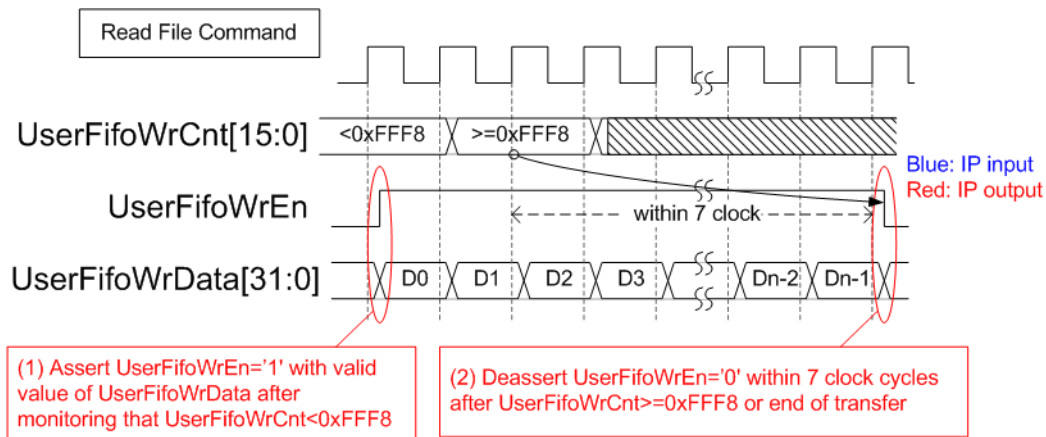 Read File Command
UserFifoWrCnt[15:0]
<0xFFF8
>=0xFFF8
Blue: IP input
Red: IP output
UserFifoWrEn
within 7 clock
UserFifoWrData[31:0]
D0
D1
D2
D3
Dn-2
Dn-1
(1) Assert UserFifoWrEn='1' with valid
value of UserFifoWrData after
monitoring that UserFifoWrCnt<0xFFF8
(2) Deassert UserFifoWrEn='0' within 7 clock cycles
after UserFifoWrCnt>=0xFFF8 or end of transfer